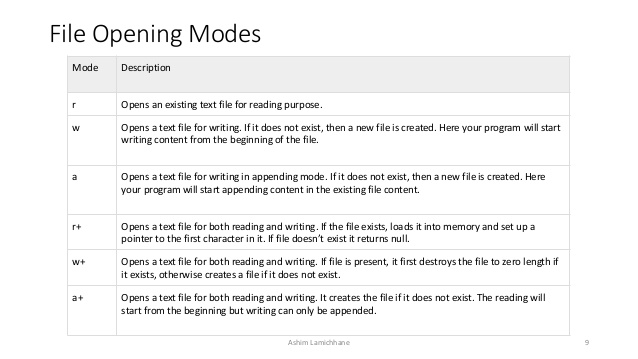 File Opening Modes
Mode Description
r Opens an existing text file for reading purpose.
w Opens a text file for writing. If it does not exist, then a new file is created. Here your program will start
writing content from the beginning of the file.
a Opens a text file for writing in appending mode. If it does not exist, then a new file is created. Here
your program will start appending content in the existing file content.
r+ Opens a text file for both reading and writing. If the file exists, loads it into memory and set up a
pointer to the first character in it. If file doesn’t exist it returns null.
w+ Opens a text file for both reading and writing. If file is present, it first destroys the file to zero length if
it exists, otherwise creates a file if it does not exist.
a+ Opens a text file for both reading and writing. It creates the file if it does not exist. The reading will
start from the beginning but writing can only be appended.
Ashim Lamichhane 9